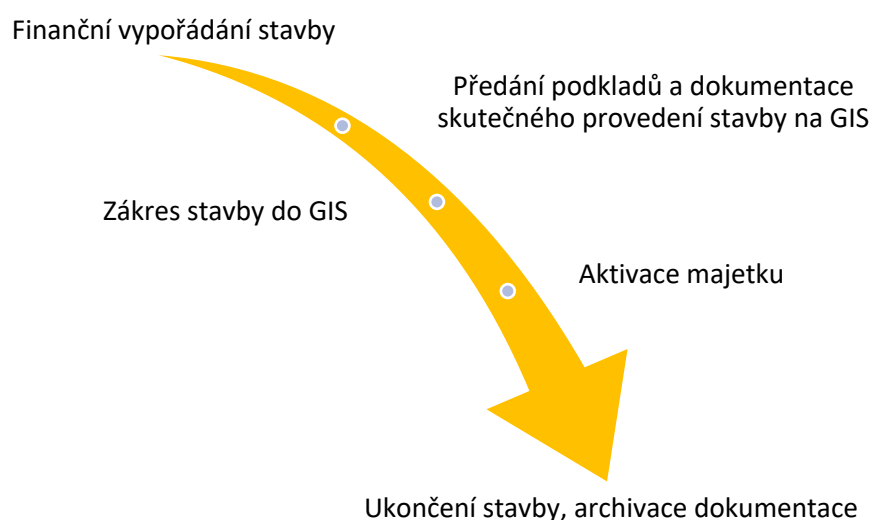 Finanční vypořádání stavby
Předání podkladů a dokumentace
skutečného provedení stavby na GIS
Zákres stavby do GIS
Aktivace majetku
Ukončení stavby, archivace dokumentace